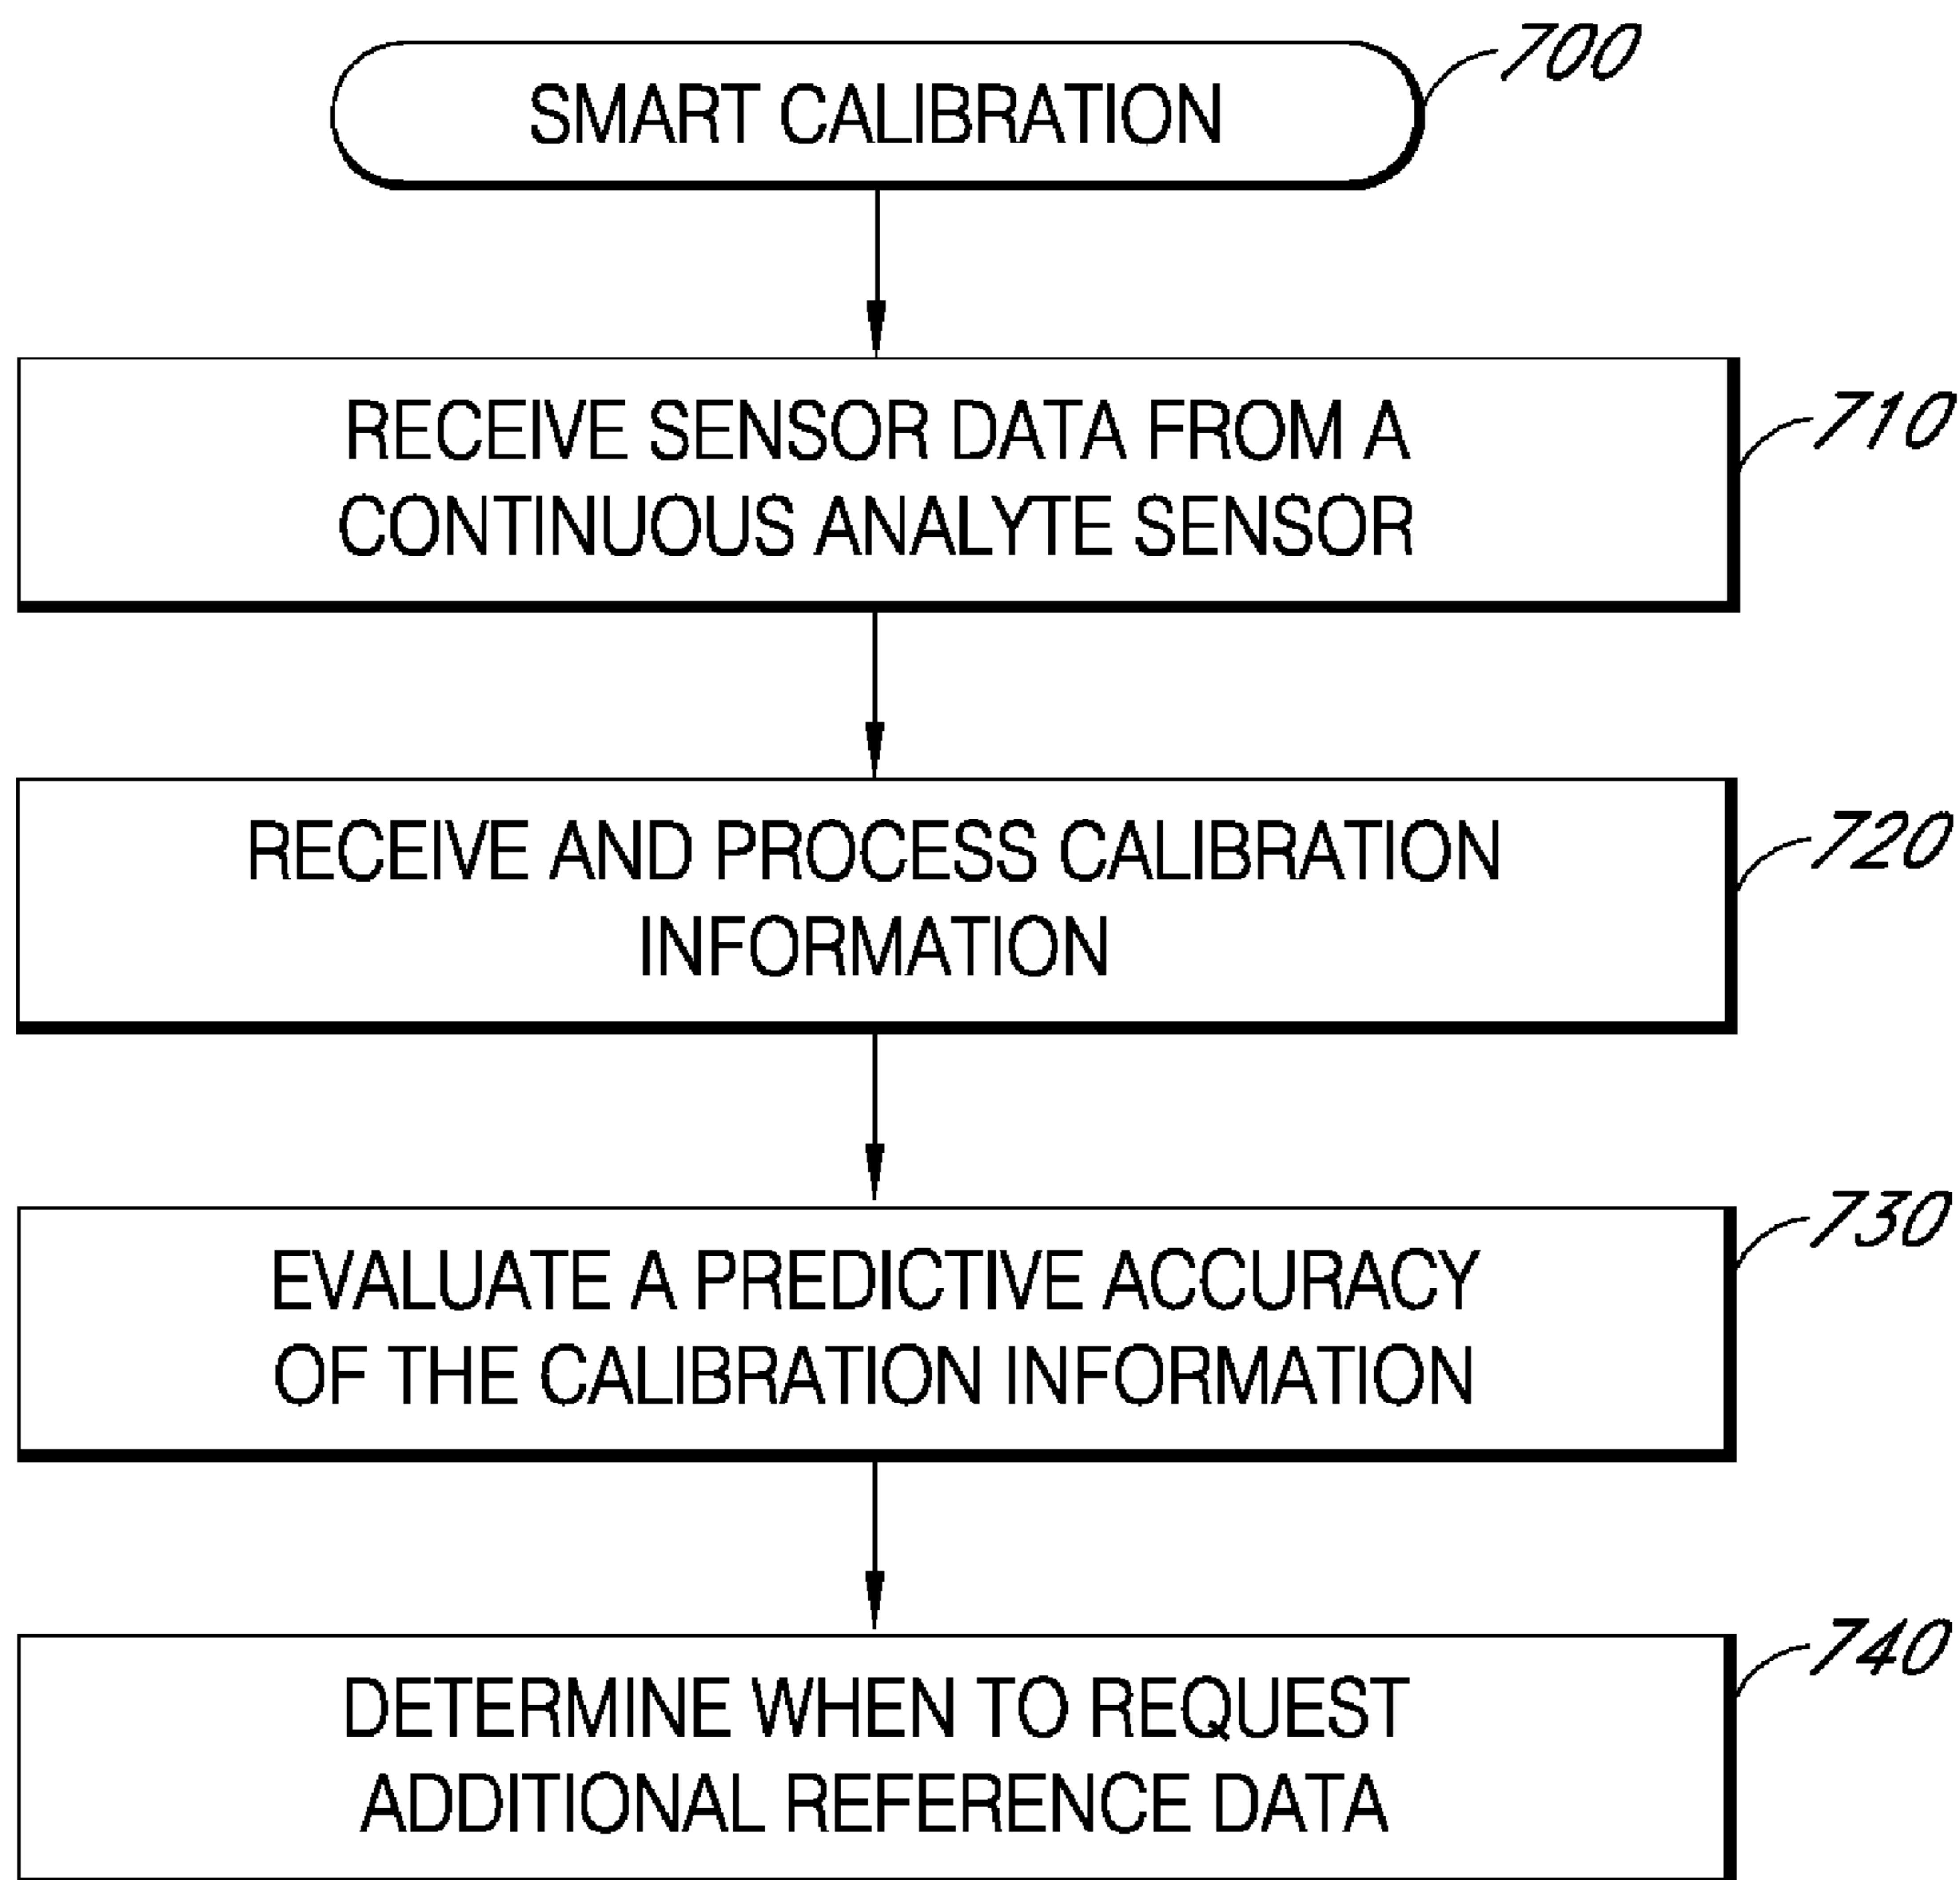 SMART CALIBRATION
700
RECEIVE SENSOR DATA FROM A
CONTINUOUS ANALYTE SENSOR
710
RECEIVE AND PROCESS CALIBRATION
INFORMATION
720
EVALUATE A PREDICTIVE ACCURACY
OF THE CALIBRATION INFORMATION
730
DETERMINE WHEN TO REQUEST
ADDITIONAL REFERENCE DATA
740